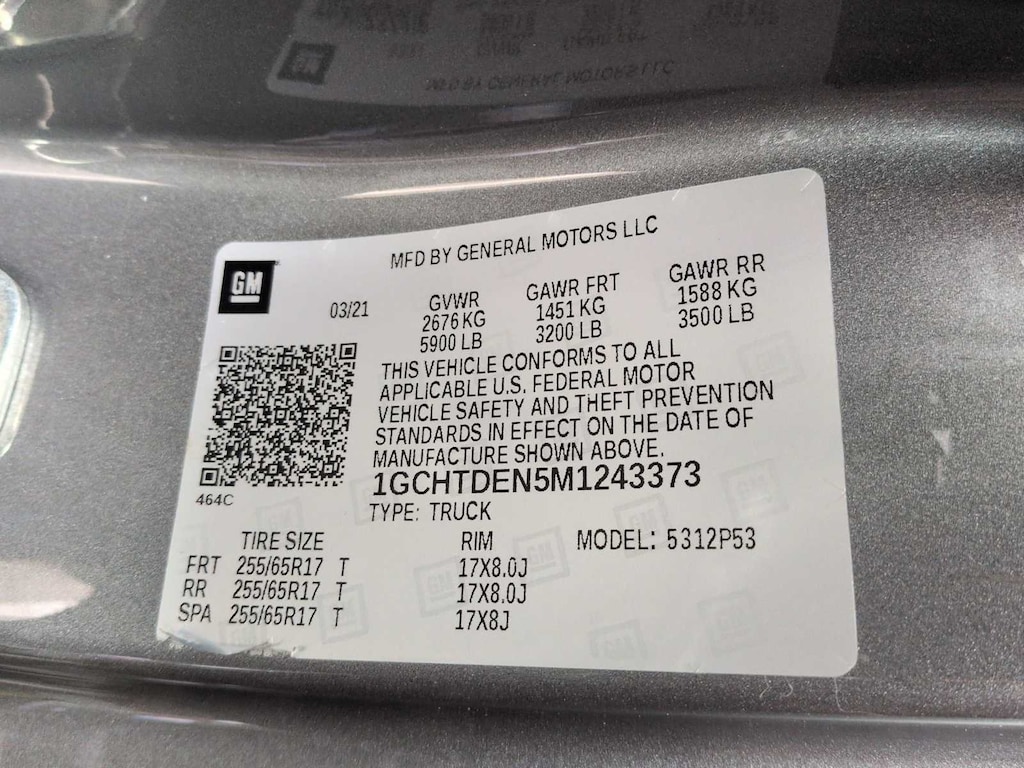 MFD BY GENERAL MOTORS LLC
GM
03/21
GVWR
2676 KG
5900 LB
GAWR FRT
1451 KG
3200 LB
GAWR RR
1588 KG
3500 LB
THIS VEHICLE CONFORMS TO ALL
APPLICABLE U.S. FEDERAL MOTOR
VEHICLE SAFETY AND THEFT PREVENTION
STANDARDS IN EFFECT ON THE DATE OF
MANUFACTURE SHOWN ABOVE.
1GCHTDEN5M1243373
464C
TYPE: TRUCK
TIRE SIZE RIM MODEL: 5312P53
FRT 255/65R17 T 17X8.0J
RR 255/65R17 T 17X8.0J
SPA 255/65R17 T 17X8J